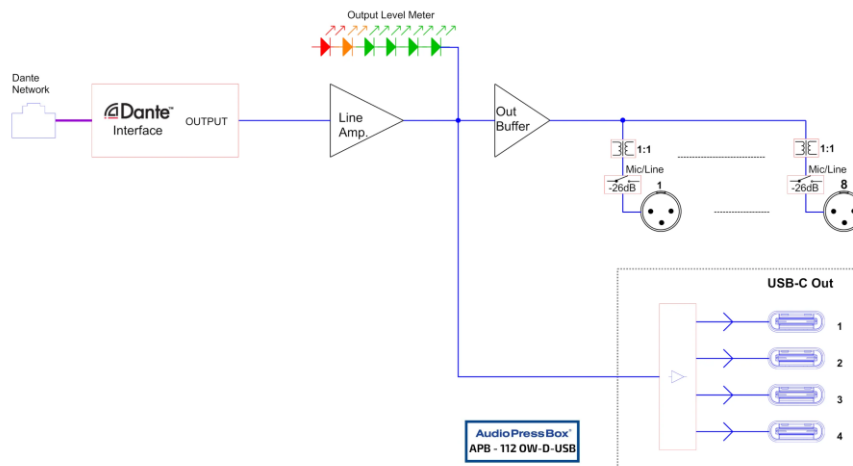 Output Level Meter
Dante
Network
Dante™
Interface
OUTPUT
Line
Amp.
Out
Buffer
1:1
1:1
Mic/Line
-26dB
1
Mic/Line
-26dB
8
USB-C Out
1
2
3
4
AudioPressBox®
APB - 112 OW-D-USB